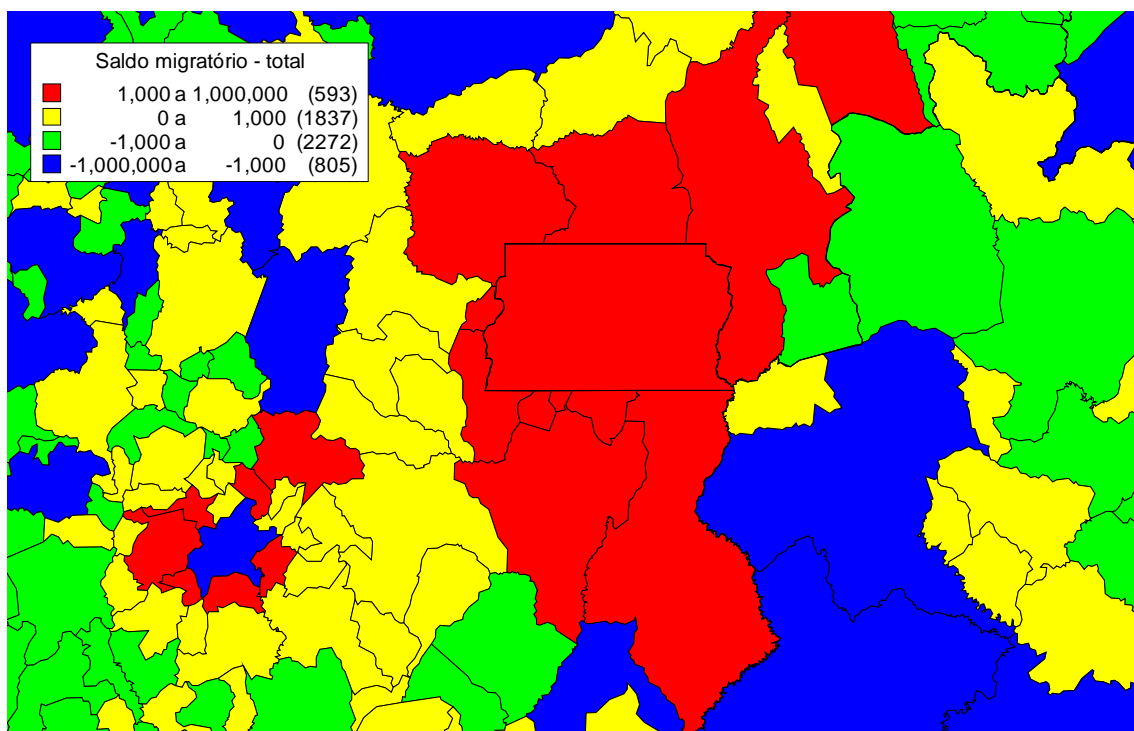 Saldo migratório - total
1,000 a 1,000,000 (593)
0 a 1,000 (1837)
-1,000 a 0 (2272)
-1,000,000 a -1,000 (805)